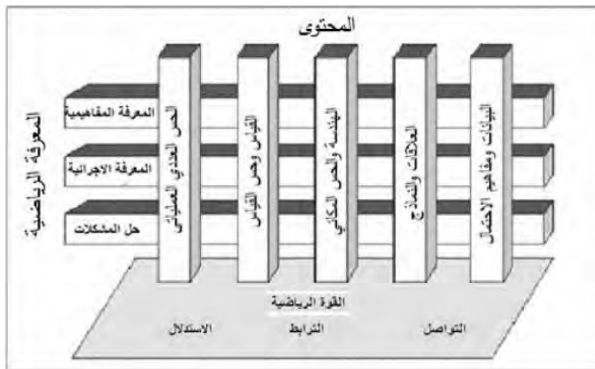 المحتوى
المعرفة الرياضية
المعرفة المفاهيمية
المعرفة الاجرائية
حل المشكلات
البيانات ومفاهيم الاحتمال
العلاقات والنماذج
الهندسة والحس المكاني
القياس وحس القياس
الحس العددي العملياتي
القوة الرياضية
التواصل
الترابط
الاستدلال